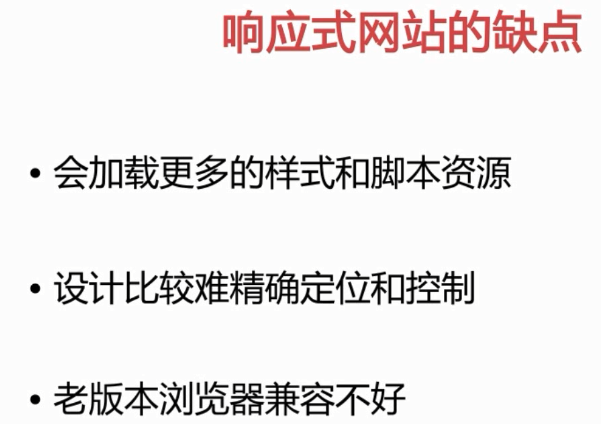 响应式网站的缺点
• 会加载更多的样式和脚本资源
• 设计比较难精确定位和控制
• 老版本浏览器兼容不好